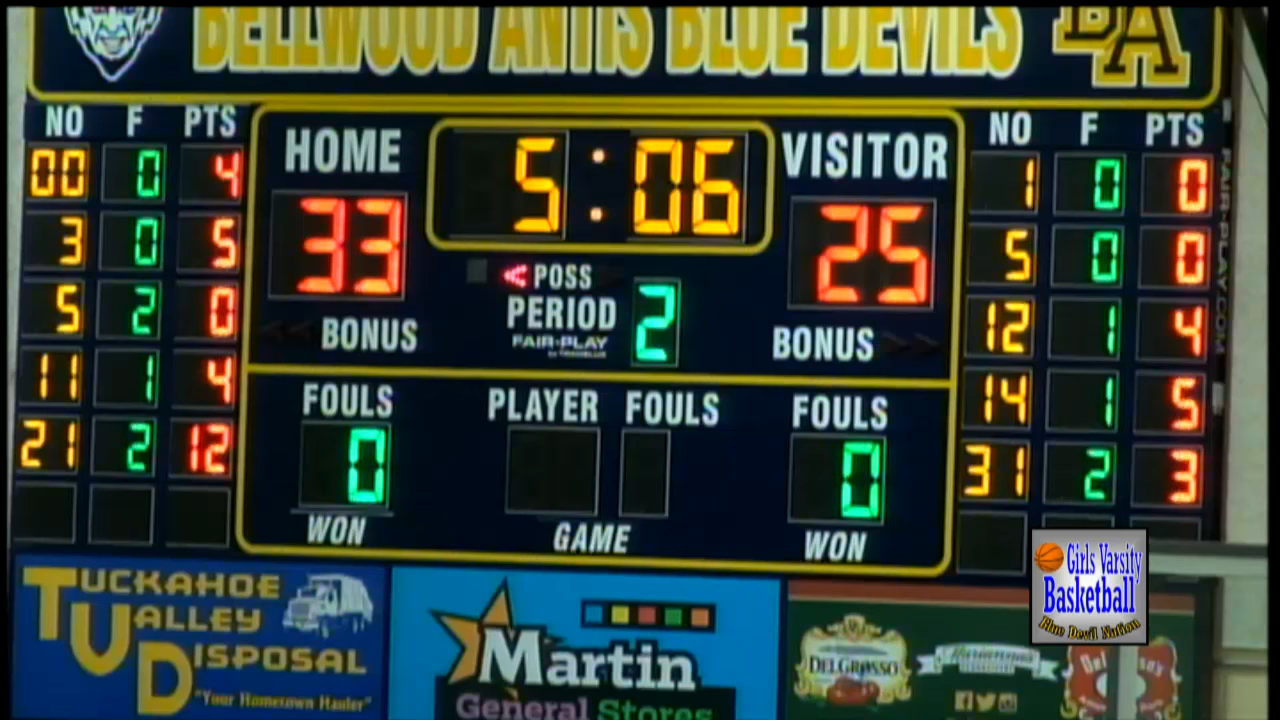 BELLWOOD ANTIS BLUE DEVILS
BA
NO F PTS
00 0 4
3 0 5
5 2 0
11 1 4
21 2 12
HOME
33
5:06
VISITOR
25
POSS
PERIOD 2
FAIR-PLAY
BONUS
BONUS
FOULS
0
WON
PLAYER FOULS
GAME
FOULS
0
WON
NO F PTS
1 0 0
5 0 0
12 1 4
14 1 5
31 2 3
FAIR-PLAY.COM
TUCKAHOE
VALLEY
DISPOSAL
"Your Hometown Hauler"
Martin
General Stores
DELGROSSO
Girls Varsity
Basketball
Blue Devil Nation